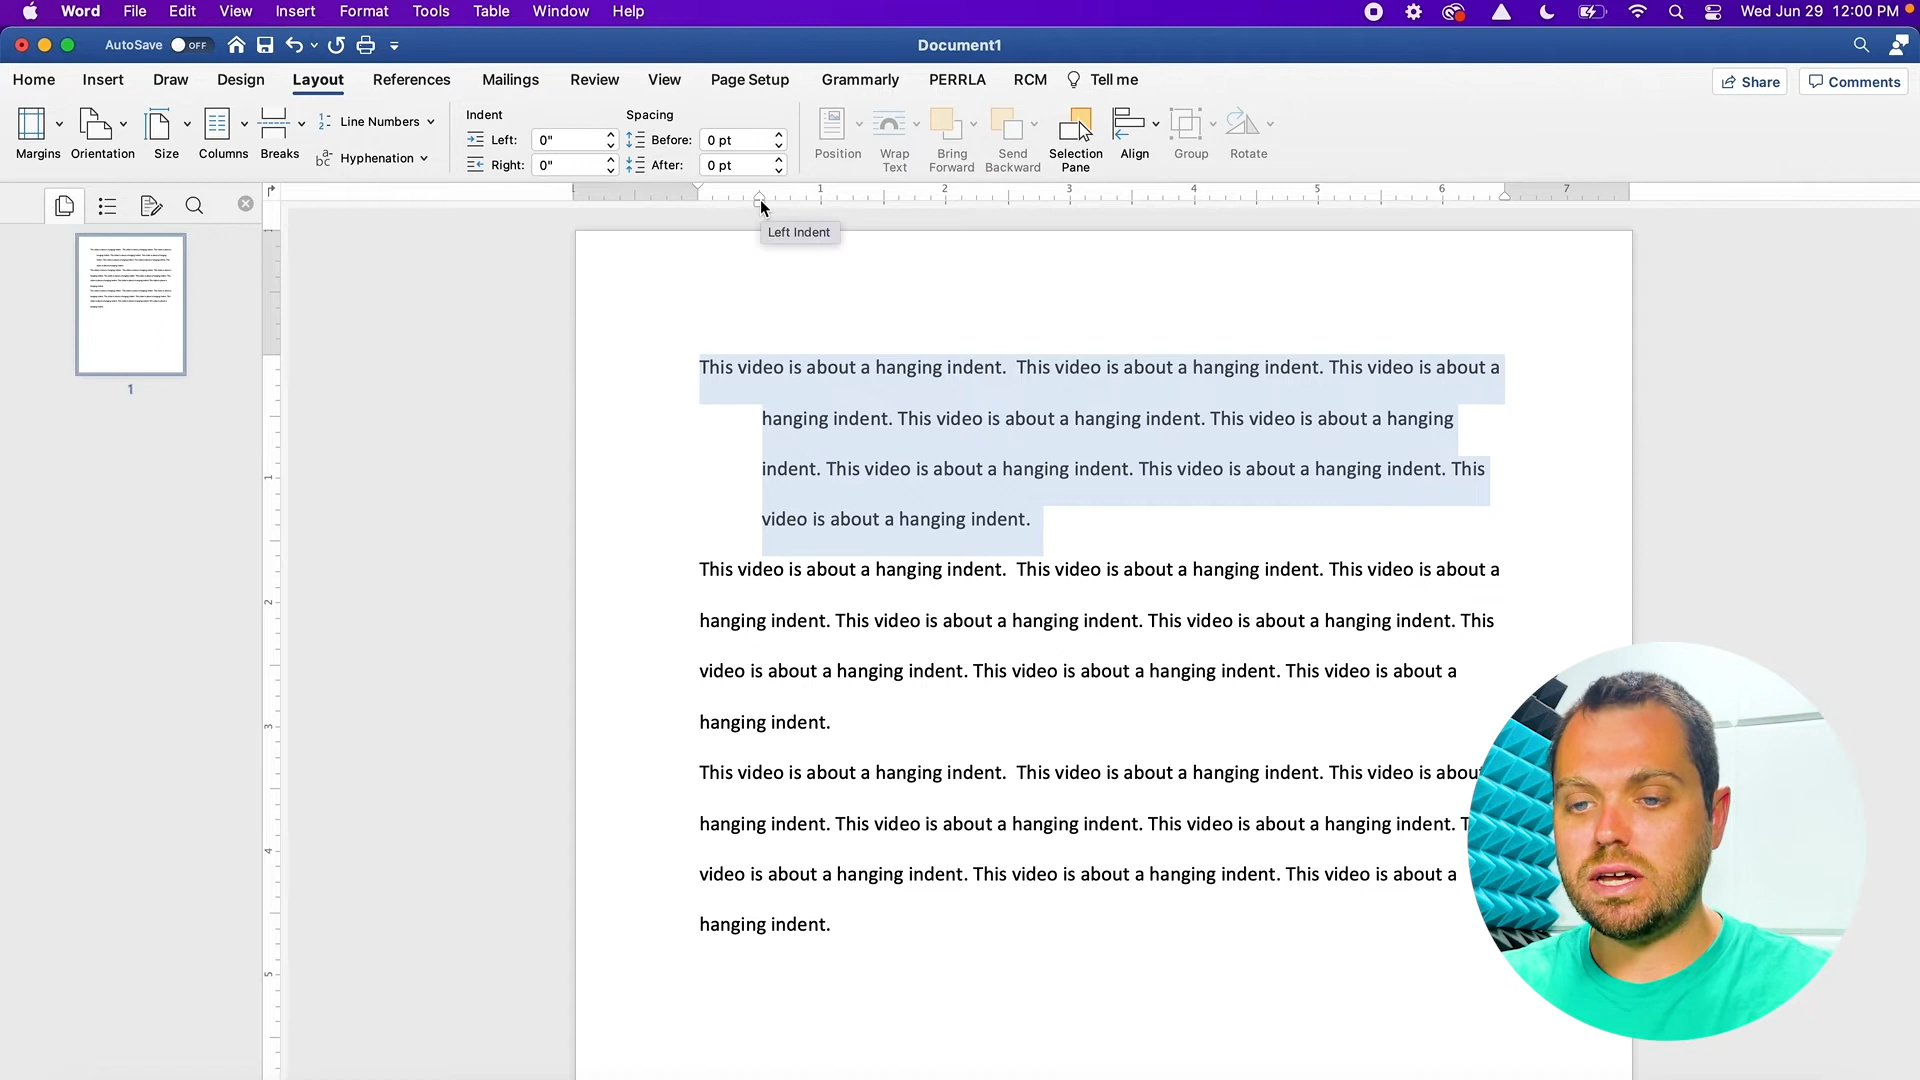 Word File Edit View Insert Format Tools Table Window Help Wed Jun 29 12:00 PM
AutoSave OFF Document1
Home Insert Draw Design Layout References Mailings Review View Page Setup Grammarly PERRLA RCM Tell me Share Comments
Margins Orientation Size Columns Breaks
Line Numbers
Hyphenation
Indent Spacing
Left: 0" Before: 0 pt
Right: 0" After: 0 pt
Position Wrap Text Bring Forward Send Backward Selection Pane Align Group Rotate
1 2 3 4 5 6 7
Left Indent
1
1
2
3
4
5
This video is about a hanging indent.  This video is about a hanging indent. This video is about a
hanging indent. This video is about a hanging indent. This video is about a hanging
indent. This video is about a hanging indent. This video is about a hanging indent. This
video is about a hanging indent.
This video is about a hanging indent.  This video is about a hanging indent. This video is about a
hanging indent. This video is about a hanging indent. This video is about a hanging indent. This
video is about a hanging indent. This video is about a hanging indent. This video is about a
hanging indent.
This video is about a hanging indent.  This video is about a hanging indent. This video is about
hanging indent. This video is about a hanging indent. This video is about a hanging indent.
video is about a hanging indent. This video is about a hanging indent. This video is about a
hanging indent.